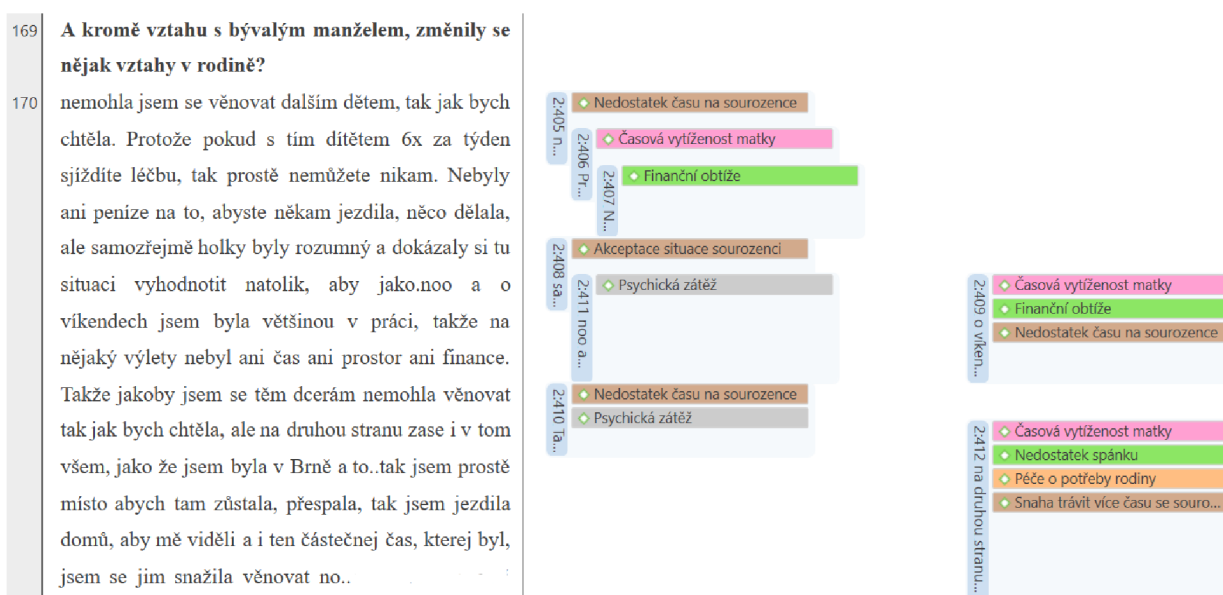 169 A kromě vztahu s bývalým manželem, změnily se
nějak vztahy v rodině?
170 nemohla jsem se věnovat dalším dětem, tak jak bych
chtěla. Protože pokud s tím dítětem 6x za týden
sjíždíte léčbu, tak prostě nemůžete nikam. Nebyly
ani peníze na to, abyste někam jezdila, něco dělala,
ale samozřejmě holky byly rozumný a dokázaly si tu
situaci vyhodnotit natolik, aby jako.noo a o
víkendech jsem byla většinou v práci, takže na
nějaký výlety nebyl ani čas ani prostor ani finance.
Takže jakoby jsem se těm dcerám nemohla věnovat
tak jak bych chtěla, ale na druhou stranu zase i v tom
všem, jako že jsem byla v Brně a to..tak jsem prostě
místo abych tam zůstala, přespala, tak jsem jezdila
domů, aby mě viděli a i ten částečnej čas, kterej byl,
jsem se jim snažila věnovat no..
2:405 n...
Nedostatek času na sourozence
2:406 Pr...
Časová vytíženost matky
2:407 N...
Finanční obtíže
2:408 sa...
Akceptace situace sourozenci
2:411 noo a...
Psychická zátěž
2:410 Ta...
Nedostatek času na sourozence
Psychická zátěž
2:409 o víken...
Časová vytíženost matky
Finanční obtíže
Nedostatek času na sourozence
2:412 na druhou stranu...
Časová vytíženost matky
Nedostatek spánku
Péče o potřeby rodiny
Snaha trávit více času se souro...